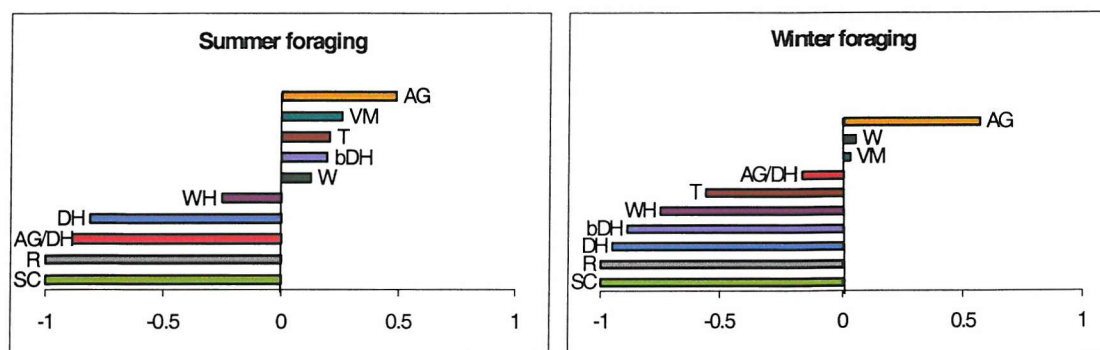 Summer foraging
AG
VM
T
bDH
W
WH
DH
AG/DH
R
SC
-1 -0.5 0 0.5 1
Winter foraging
AG
W
VM
AG/DH
T
WH
bDH
DH
R
SC
-1 -0.5 0 0.5 1